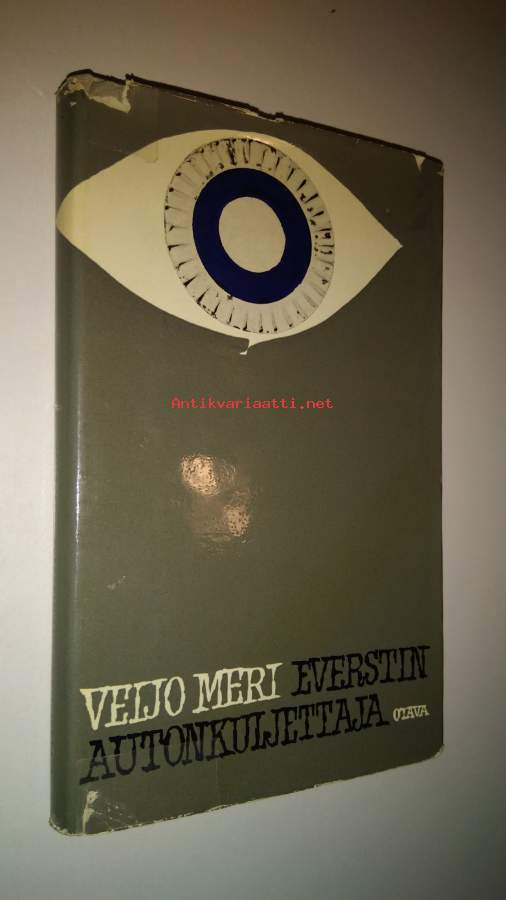 Antikvariaatti.net
VEIJO MERI EVERSTIN
AUTONKULJETTAJA OTAVA